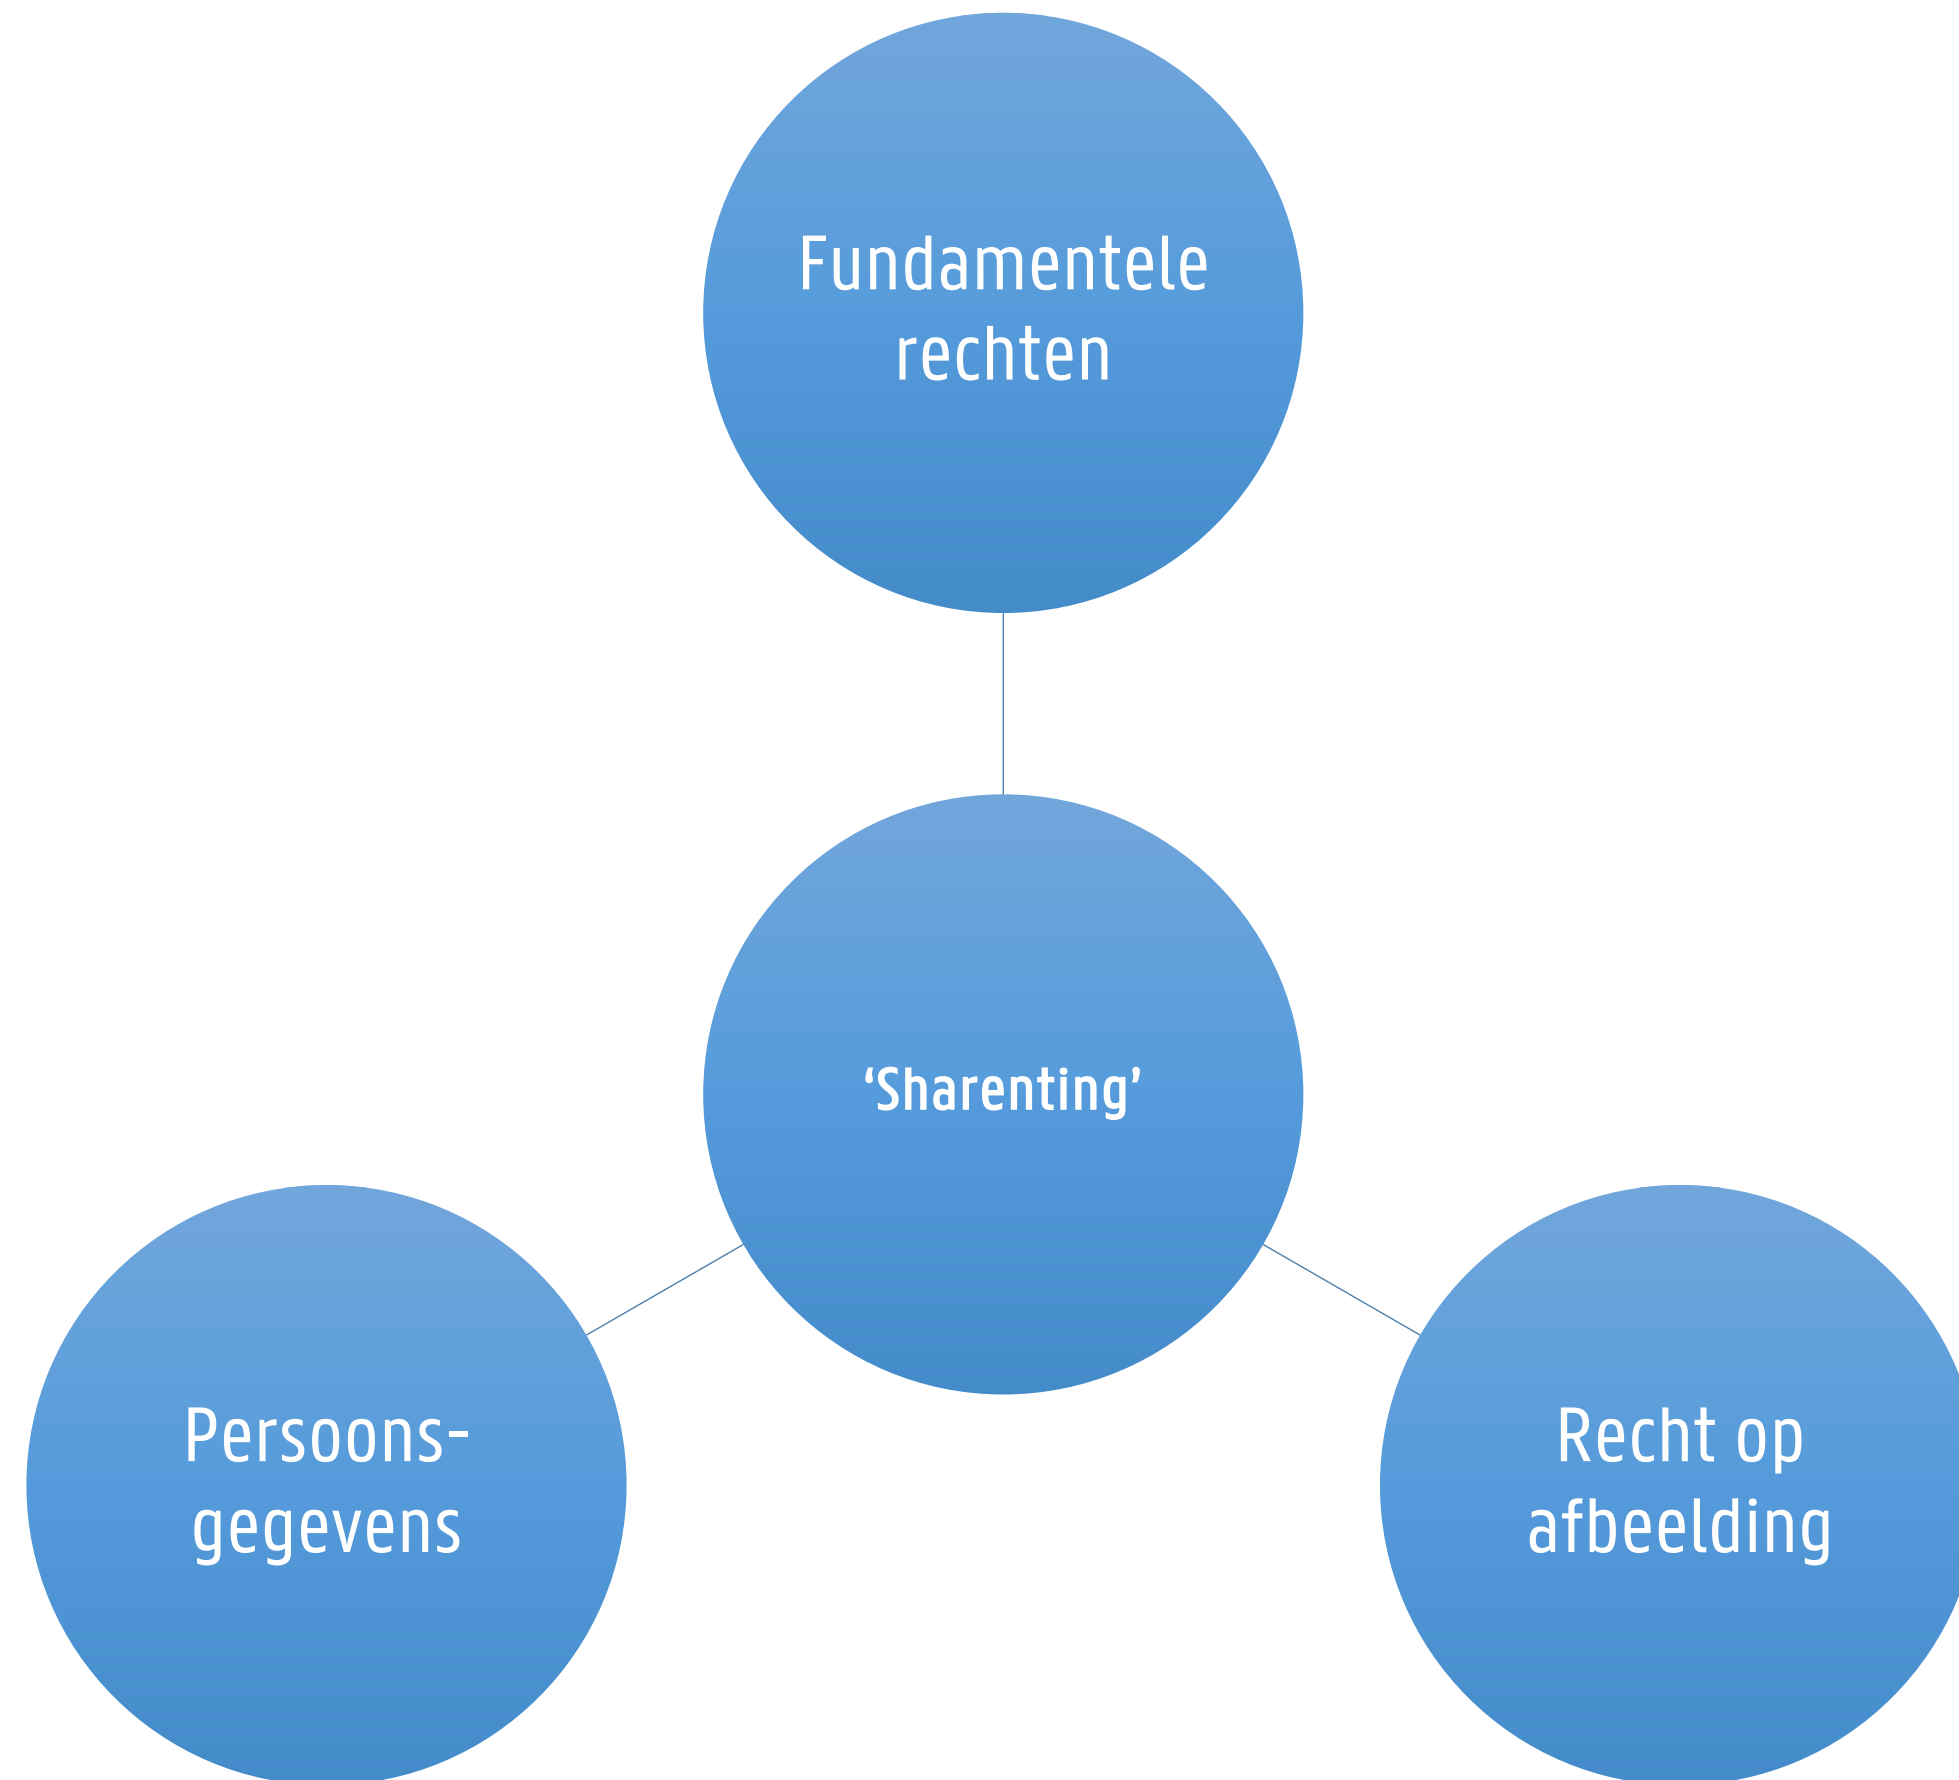 Fundamentele
rechten
‘Sharenting’
Persoons-
gegevens
Recht op
afbeelding